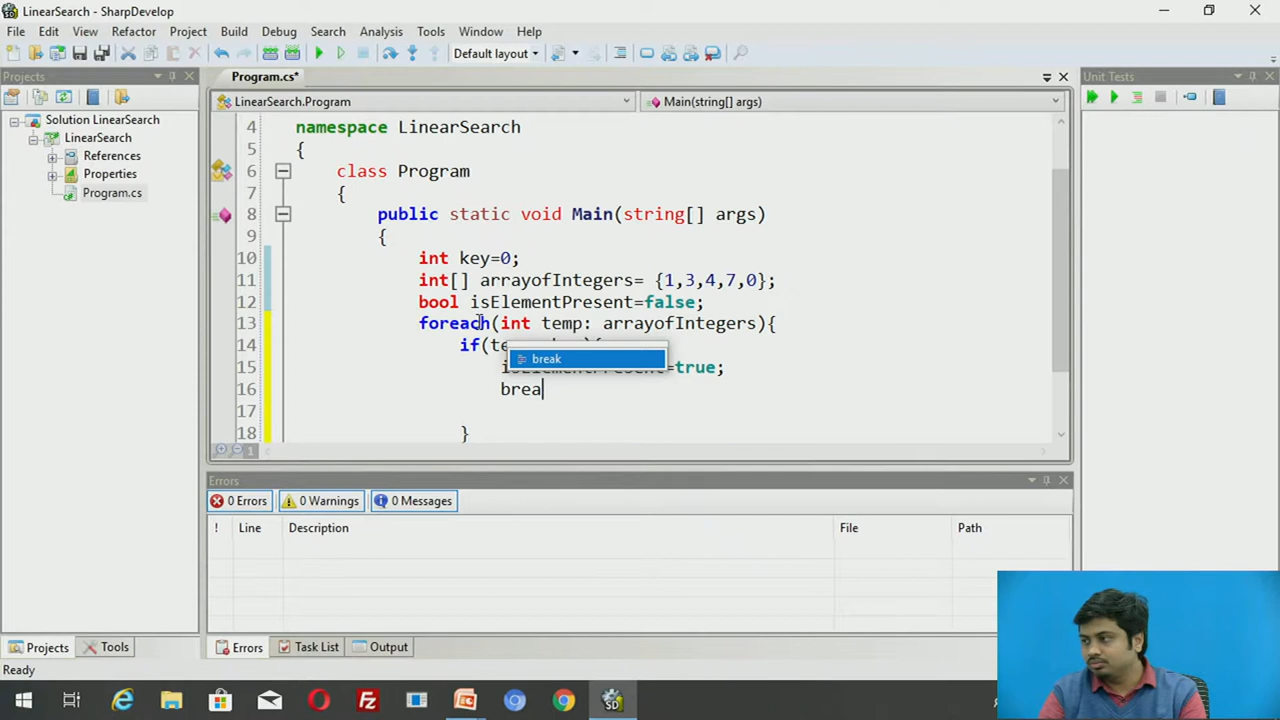 LinearSearch - SharpDevelop
File Edit View Refactor Project Build Debug Search Analysis Tools Window Help
Default layout
Projects
Program.cs*
Unit Tests
LinearSearch.Program
Main(string[] args)
Solution LinearSearch
LinearSearch
References
Properties
Program.cs
4 namespace LinearSearch
5 {
6 class Program
7 {
8 public static void Main(string[] args)
9 {
10 int key=0;
11 int[] arrayofIntegers= {1,3,4,7,0};
12 bool isElementPresent=false;
13 foreach(int temp: arrayofIntegers){
14 if(te
break
15 isElementPresent=true;
16 brea
17
18 }
1
Errors
0 Errors 0 Warnings 0 Messages
! Line Description File Path
Projects Tools
Errors Task List Output
Ready